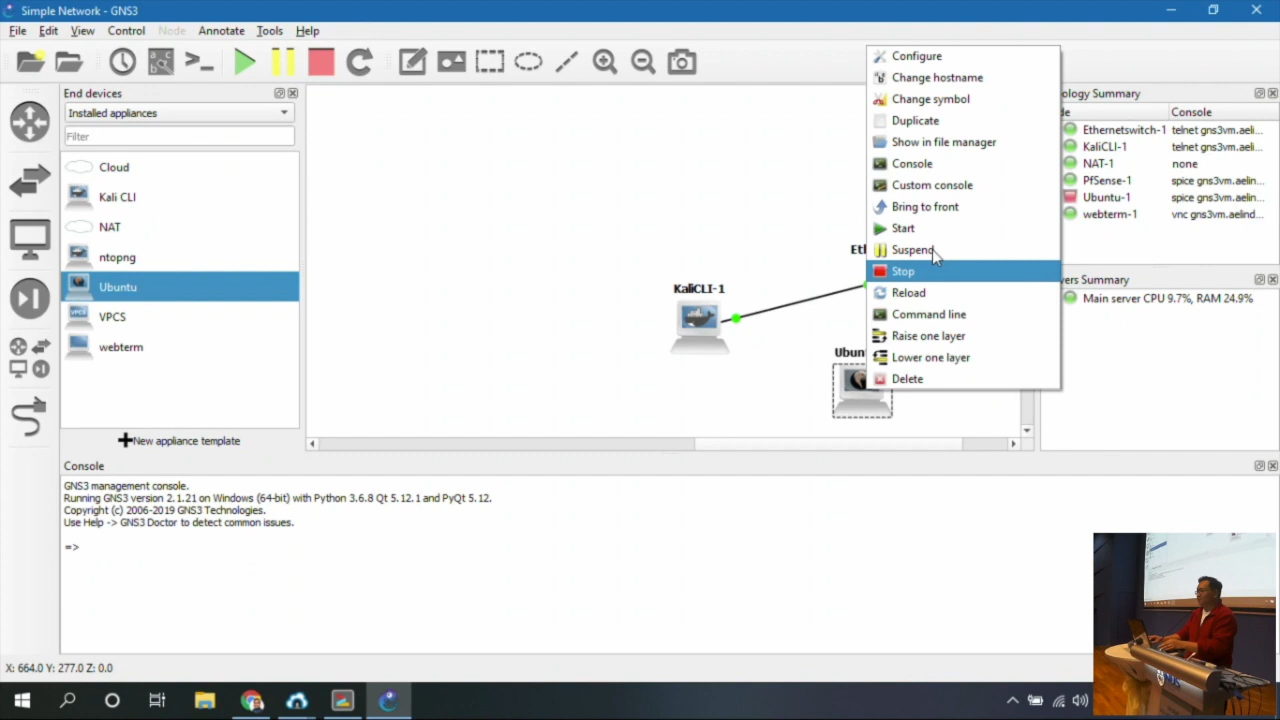 Simple Network - GNS3
File Edit View Control Node Annotate Tools Help
End devices
Installed appliances
Filter
Cloud
Kali CLI
NAT
ntopng
Ubuntu
VPCS
webterm
New appliance template
KaliCLI-1
Eth
Ubun
Configure
Change hostname
Change symbol
Duplicate
Show in file manager
Console
Custom console
Bring to front
Start
Suspend
Stop
Reload
Command line
Raise one layer
Lower one layer
Delete
ology Summary
de Console
Ethernetswitch-1 telnet gns3vm.aeli...
KaliCLI-1 telnet gns3vm.aeli...
NAT-1 none
PfSense-1 spice gns3vm.aelin...
Ubuntu-1 spice gns3vm.aelin...
webterm-1 vnc gns3vm.aelind...
ers Summary
Main server CPU 9.7%, RAM 24.9%
Console
GNS3 management console.
Running GNS3 version 2.1.21 on Windows (64-bit) with Python 3.6.8 Qt 5.12.1 and PyQt 5.12.
Copyright (c) 2006-2019 GNS3 Technologies.
Use Help -> GNS3 Doctor to detect common issues.
=>
X: 664.0 Y: 277.0 Z: 0.0